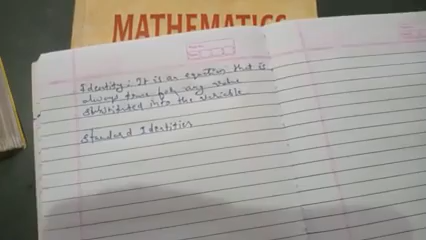 MATHEMATICS
Identity: It is an equation that is
always true for any value
substituted into the variable
Standard Identities